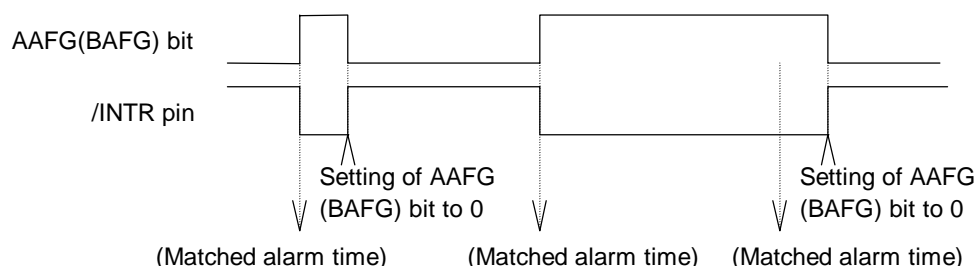 AAFG(BAFG) bit
/INTR pin
Setting of AAFG
(BAFG) bit to 0
Setting of AAFG
(BAFG) bit to 0
(Matched alarm time)
(Matched alarm time)
(Matched alarm time)